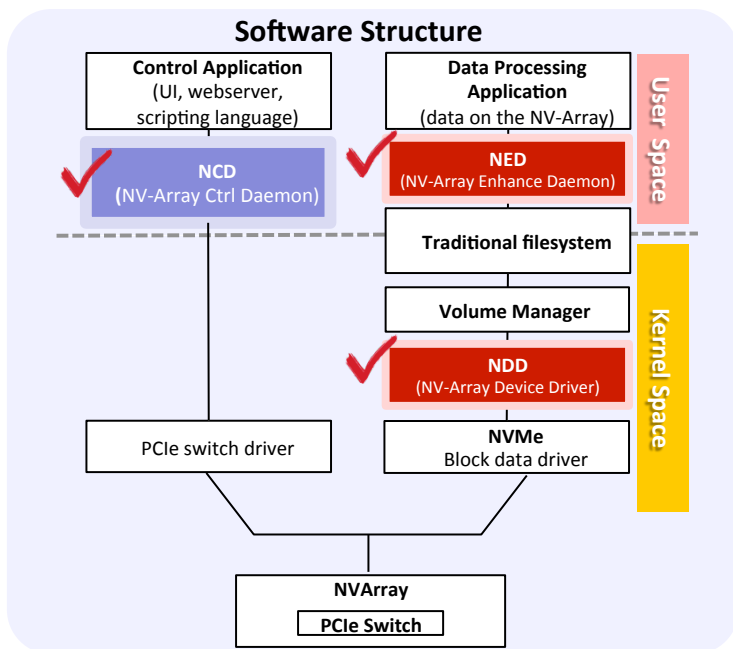 Software Structure
Control Application
(UI, webserver,
scripting language)
Data Processing
Application
(data on the NV-Array)
User Space
NCD
(NV-Array Ctrl Daemon)
NED
(NV-Array Enhance Daemon)
Traditional filesystem
Volume Manager
Kernel Space
NDD
(NV-Array Device Driver)
PCIe switch driver
NVMe
Block data driver
NVArray
PCIe Switch